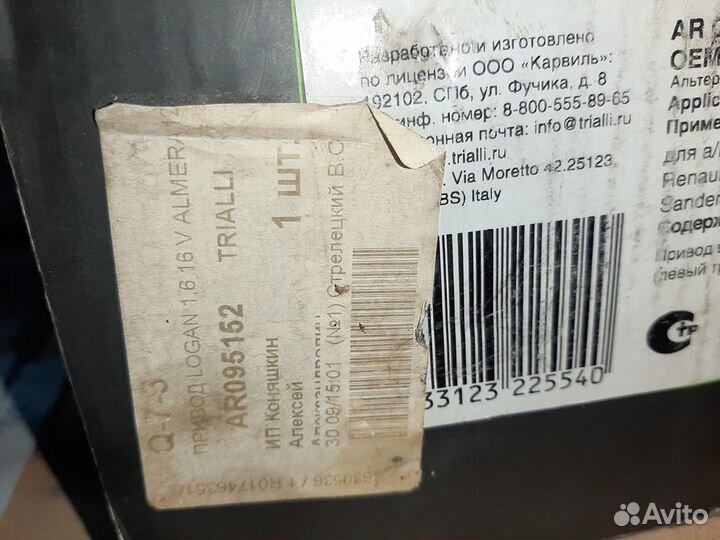 Разработано и изготовлено
по лицензии ООО «Карвиль»:
192102, СПб, ул. Фучика, д. 8
инф. номер: 8-800-555-89-65
онная почта: info@trialli.ru
.trialli.ru
. Via Moretto 42.25123
BS) Italy
33123 225540
AR
OEM
Альтер
Applic
Приме
для а/
Renau
Sander
Содерж
Привод
(левый
Q-7-3
ПРИВОД LOGAN 1,6 16 V ALMERA
AR095152 TRIALLI
1 ШТ.
ИП Коняшкин
Алексей
30.09/15:01 (№1) Стрелецкий В.О
Avito